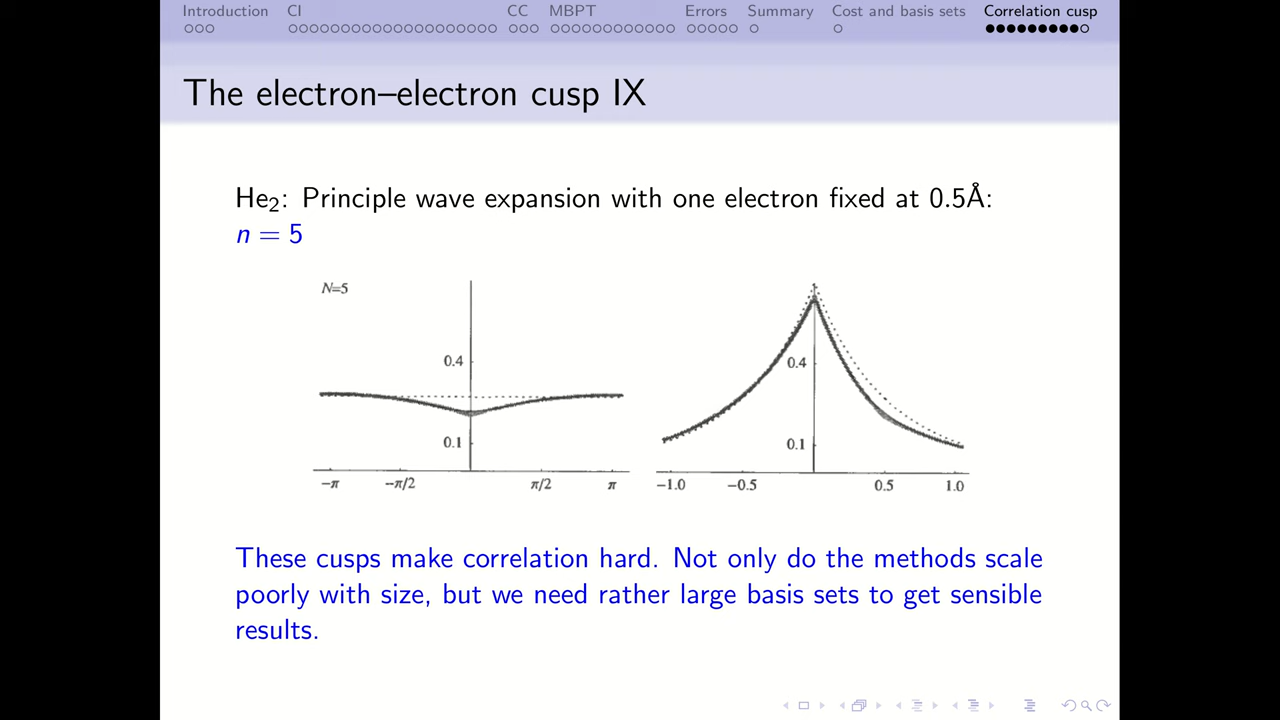 Introduction CI CC MBPT Errors Summary Cost and basis sets Correlation cusp
The electron–electron cusp IX
He₂: Principle wave expansion with one electron fixed at 0.5Å:
n = 5
N=5
0.4
0.1
−π −π/2 π/2 π
0.4
0.1
−1.0 −0.5 0.5 1.0
These cusps make correlation hard. Not only do the methods scale
poorly with size, but we need rather large basis sets to get sensible
results.